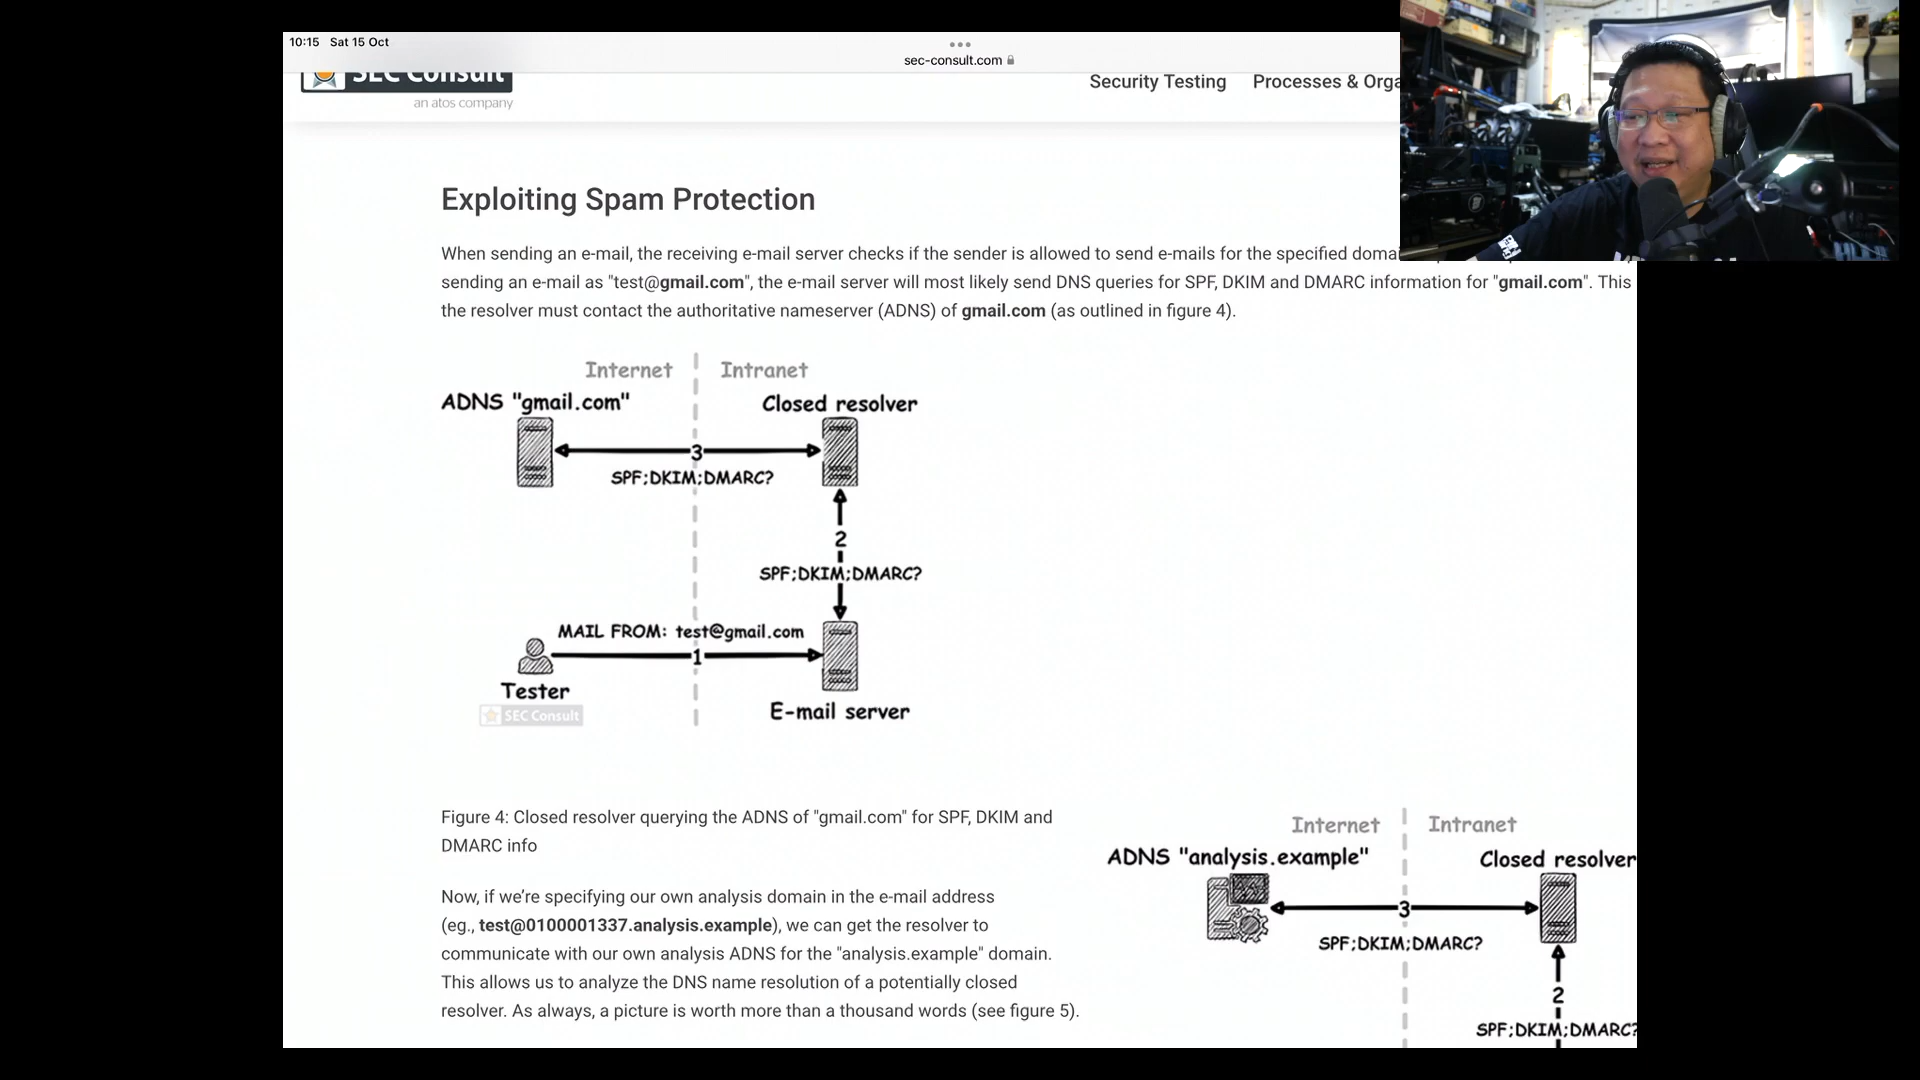 10:15 Sat 15 Oct
sec-consult.com
SEC Consult
an atos company
Security Testing Processes & Orga
Exploiting Spam Protection
When sending an e-mail, the receiving e-mail server checks if the sender is allowed to send e-mails for the specified domai
sending an e-mail as "test@gmail.com", the e-mail server will most likely send DNS queries for SPF, DKIM and DMARC information for "gmail.com". This
the resolver must contact the authoritative nameserver (ADNS) of gmail.com (as outlined in figure 4).
Internet Intranet
ADNS "gmail.com" Closed resolver
3
SPF;DKIM;DMARC?
2
SPF;DKIM;DMARC?
MAIL FROM: test@gmail.com
1
Tester
SEC Consult
E-mail server
Figure 4: Closed resolver querying the ADNS of "gmail.com" for SPF, DKIM and
DMARC info
Now, if we’re specifying our own analysis domain in the e-mail address
(eg., test@0100001337.analysis.example), we can get the resolver to
communicate with our own analysis ADNS for the "analysis.example" domain.
This allows us to analyze the DNS name resolution of a potentially closed
resolver. As always, a picture is worth more than a thousand words (see figure 5).
Internet Intranet
ADNS "analysis.example" Closed resolver
3
SPF;DKIM;DMARC?
2
SPF;DKIM;DMARC?